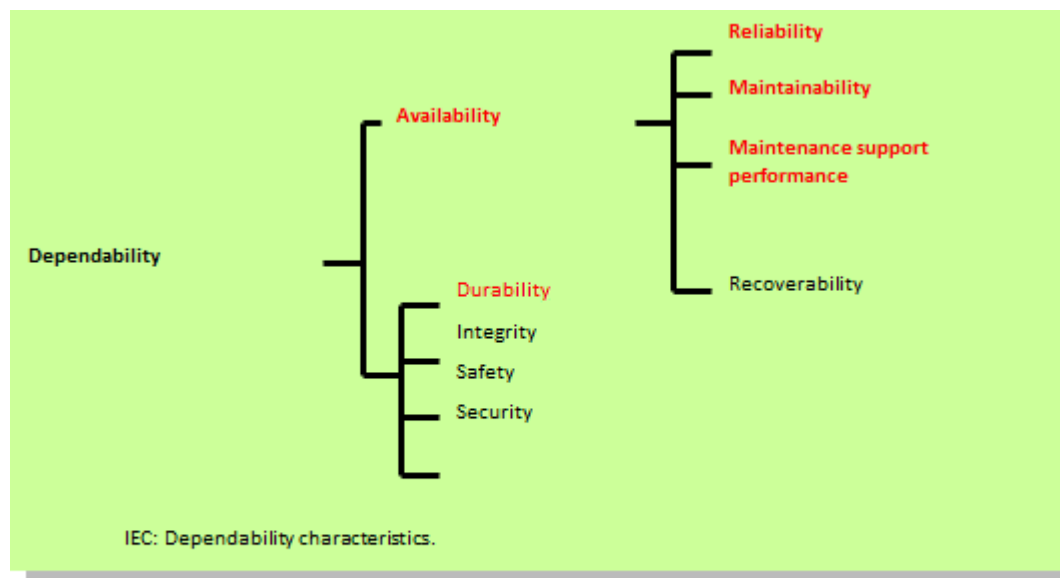 Reliability
Maintainability
Availability
Maintenance support
performance
Dependability
Recoverability
Durability
Integrity
Safety
Security
IEC: Dependability characteristics.